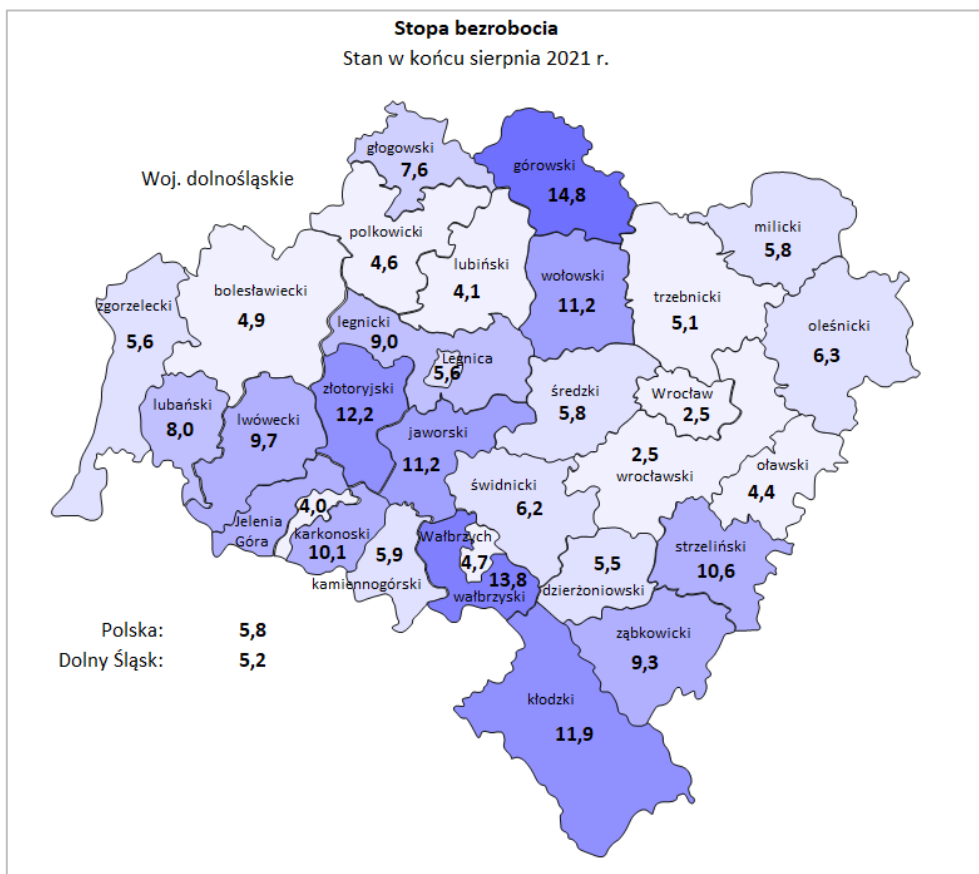 Stopa bezrobocia
Stan w końcu sierpnia 2021 r.
Woj. dolnośląskie
głogowski
7,6
górowski
14,8
milicki
5,8
polkowicki
4,6
lubiński
4,1
wołowski
11,2
trzebnicki
5,1
oleśnicki
6,3
zgorzelecki
5,6
bolesławiecki
4,9
legnicki
9,0
Legnica
5,6
średzki
5,8
Wrocław
2,5
lubański
8,0
lwówecki
9,7
złotoryjski
12,2
jaworski
11,2
2,5
wrocławski
oławski
4,4
świdnicki
6,2
Jelenia
Góra
4,0
karkonoski
10,1
5,9
kamiennogórski
Wałbrzych
4,7
13,8
wałbrzyski
5,5
dzierżoniowski
strzeliński
10,6
ząbkowicki
9,3
kłodzki
11,9
Polska: 5,8
Dolny Śląsk: 5,2